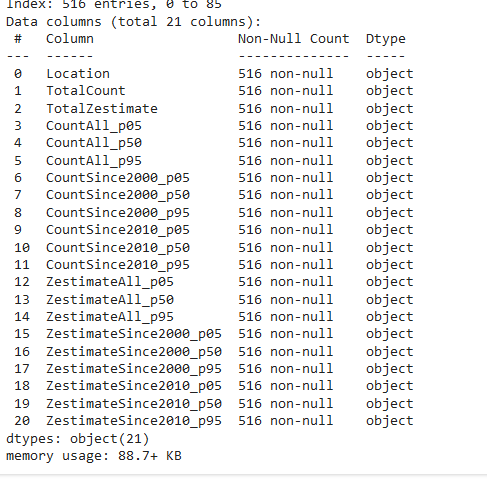 Index: 516 entries, 0 to 85
Data columns (total 21 columns):
 #   Column                 Non-Null Count  Dtype
---  ------                 --------------  -----
 0   Location               516 non-null    object
 1   TotalCount             516 non-null    object
 2   TotalZestimate         516 non-null    object
 3   CountAll_p05           516 non-null    object
 4   CountAll_p50           516 non-null    object
 5   CountAll_p95           516 non-null    object
 6   CountSince2000_p05     516 non-null    object
 7   CountSince2000_p50     516 non-null    object
 8   CountSince2000_p95     516 non-null    object
 9   CountSince2010_p05     516 non-null    object
 10  CountSince2010_p50     516 non-null    object
 11  CountSince2010_p95     516 non-null    object
 12  ZestimateAll_p05       516 non-null    object
 13  ZestimateAll_p50       516 non-null    object
 14  ZestimateAll_p95       516 non-null    object
 15  ZestimateSince2000_p05 516 non-null    object
 16  ZestimateSince2000_p50 516 non-null    object
 17  ZestimateSince2000_p95 516 non-null    object
 18  ZestimateSince2010_p05 516 non-null    object
 19  ZestimateSince2010_p50 516 non-null    object
 20  ZestimateSince2010_p95 516 non-null    object
dtypes: object(21)
memory usage: 88.7+ KB